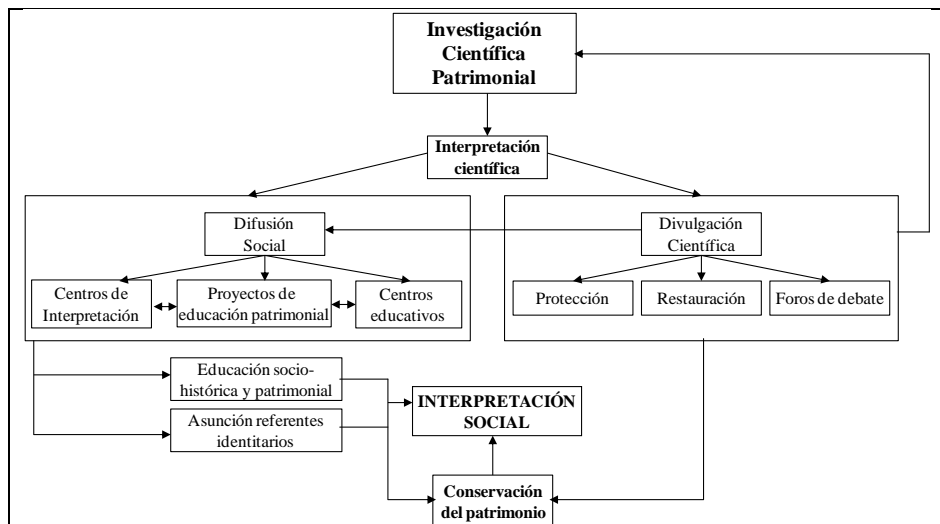 Investigación
Científica
Patrimonial
Interpretación
científica
Difusión
Social
Divulgación
Científica
Centros de
Interpretación
Proyectos de
educación patrimonial
Centros
educativos
Protección
Restauración
Foros de debate
Educación socio-
histórica y patrimonial
Asunción referentes
identitarios
INTERPRETACIÓN
SOCIAL
Conservación
del patrimonio